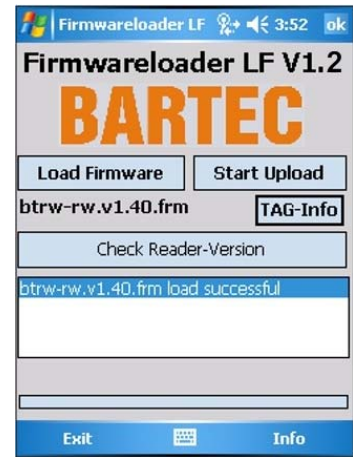 Firmwareloader LF 3:52 ok
Firmwareloader LF V1.2
BARTEC
Load Firmware Start Upload
btrw-rw.v1.40.frm TAG-Info
Check Reader-Version
btrw-rw.v1.40.frm load successful
Exit Info